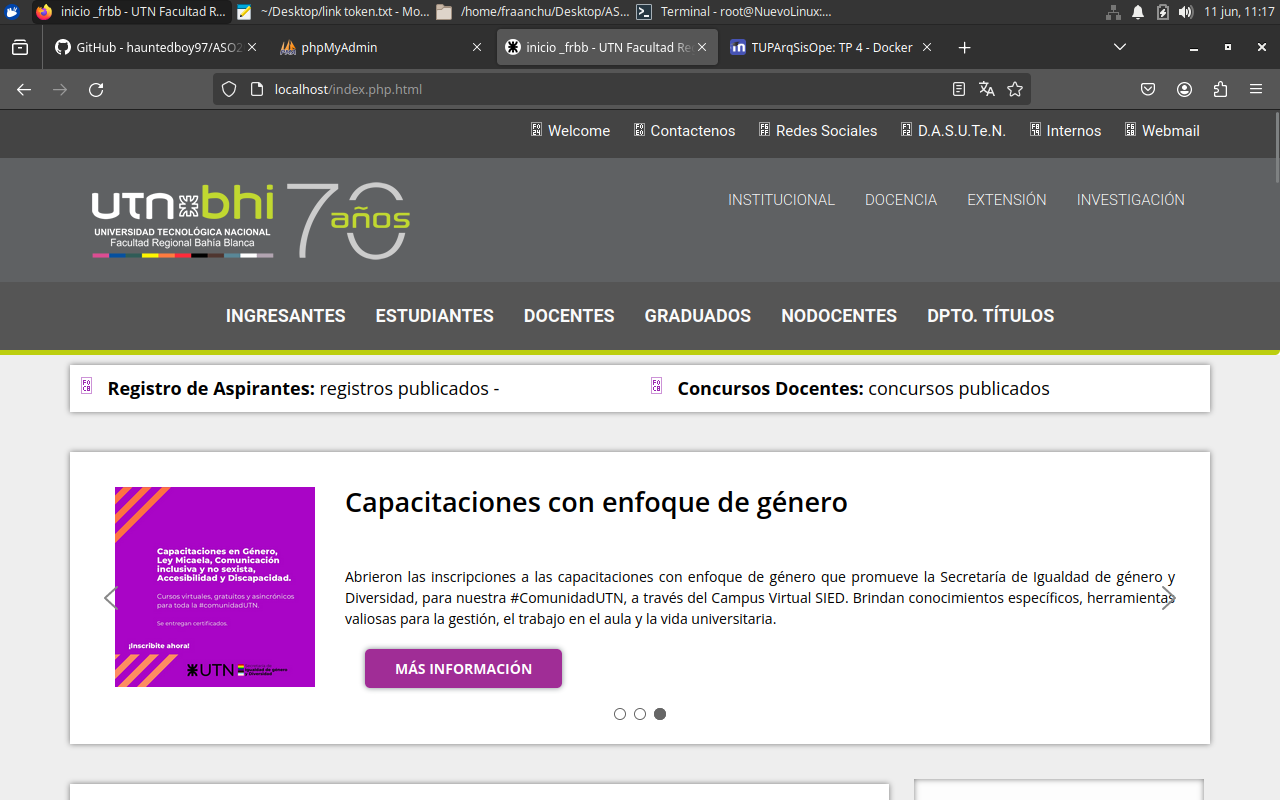 inicio _frbb - UTN Facultad R...
~/Desktop/link token.txt - Mo...
/home/fraanchu/Desktop/AS...
Terminal - root@NuevoLinux:...
11 jun, 11:17
GitHub - hauntedboy97/ASO2
phpMyAdmin
inicio _frbb - UTN Facultad Re
TUPArqSisOpe: TP 4 - Docker
localhost/index.php.html
Welcome
Contactenos
Redes Sociales
D.A.S.U.Te.N.
Internos
Webmail
UTN bhi 70 años
UNIVERSIDAD TECNOLÓGICA NACIONAL
Facultad Regional Bahía Blanca
INSTITUCIONAL
DOCENCIA
EXTENSIÓN
INVESTIGACIÓN
INGRESANTES
ESTUDIANTES
DOCENTES
GRADUADOS
NODOCENTES
DPTO. TÍTULOS
Registro de Aspirantes: registros publicados -
Concursos Docentes: concursos publicados
Capacitaciones en Género,
Ley Micaela, Comunicación
inclusiva y no sexista,
Accesibilidad y Discapacidad.
Cursos virtuales, gratuitos y asincrónicos
para toda la #comunidadUTN.
Se entregan certificados.
¡Inscribite ahora!
UTN
Capacitaciones con enfoque de género
Abrieron las inscripciones a las capacitaciones con enfoque de género que promueve la Secretaría de Igualdad de género y
Diversidad, para nuestra #ComunidadUTN, a través del Campus Virtual SIED. Brindan conocimientos específicos, herramientas
valiosas para la gestión, el trabajo en el aula y la vida universitaria.
MÁS INFORMACIÓN